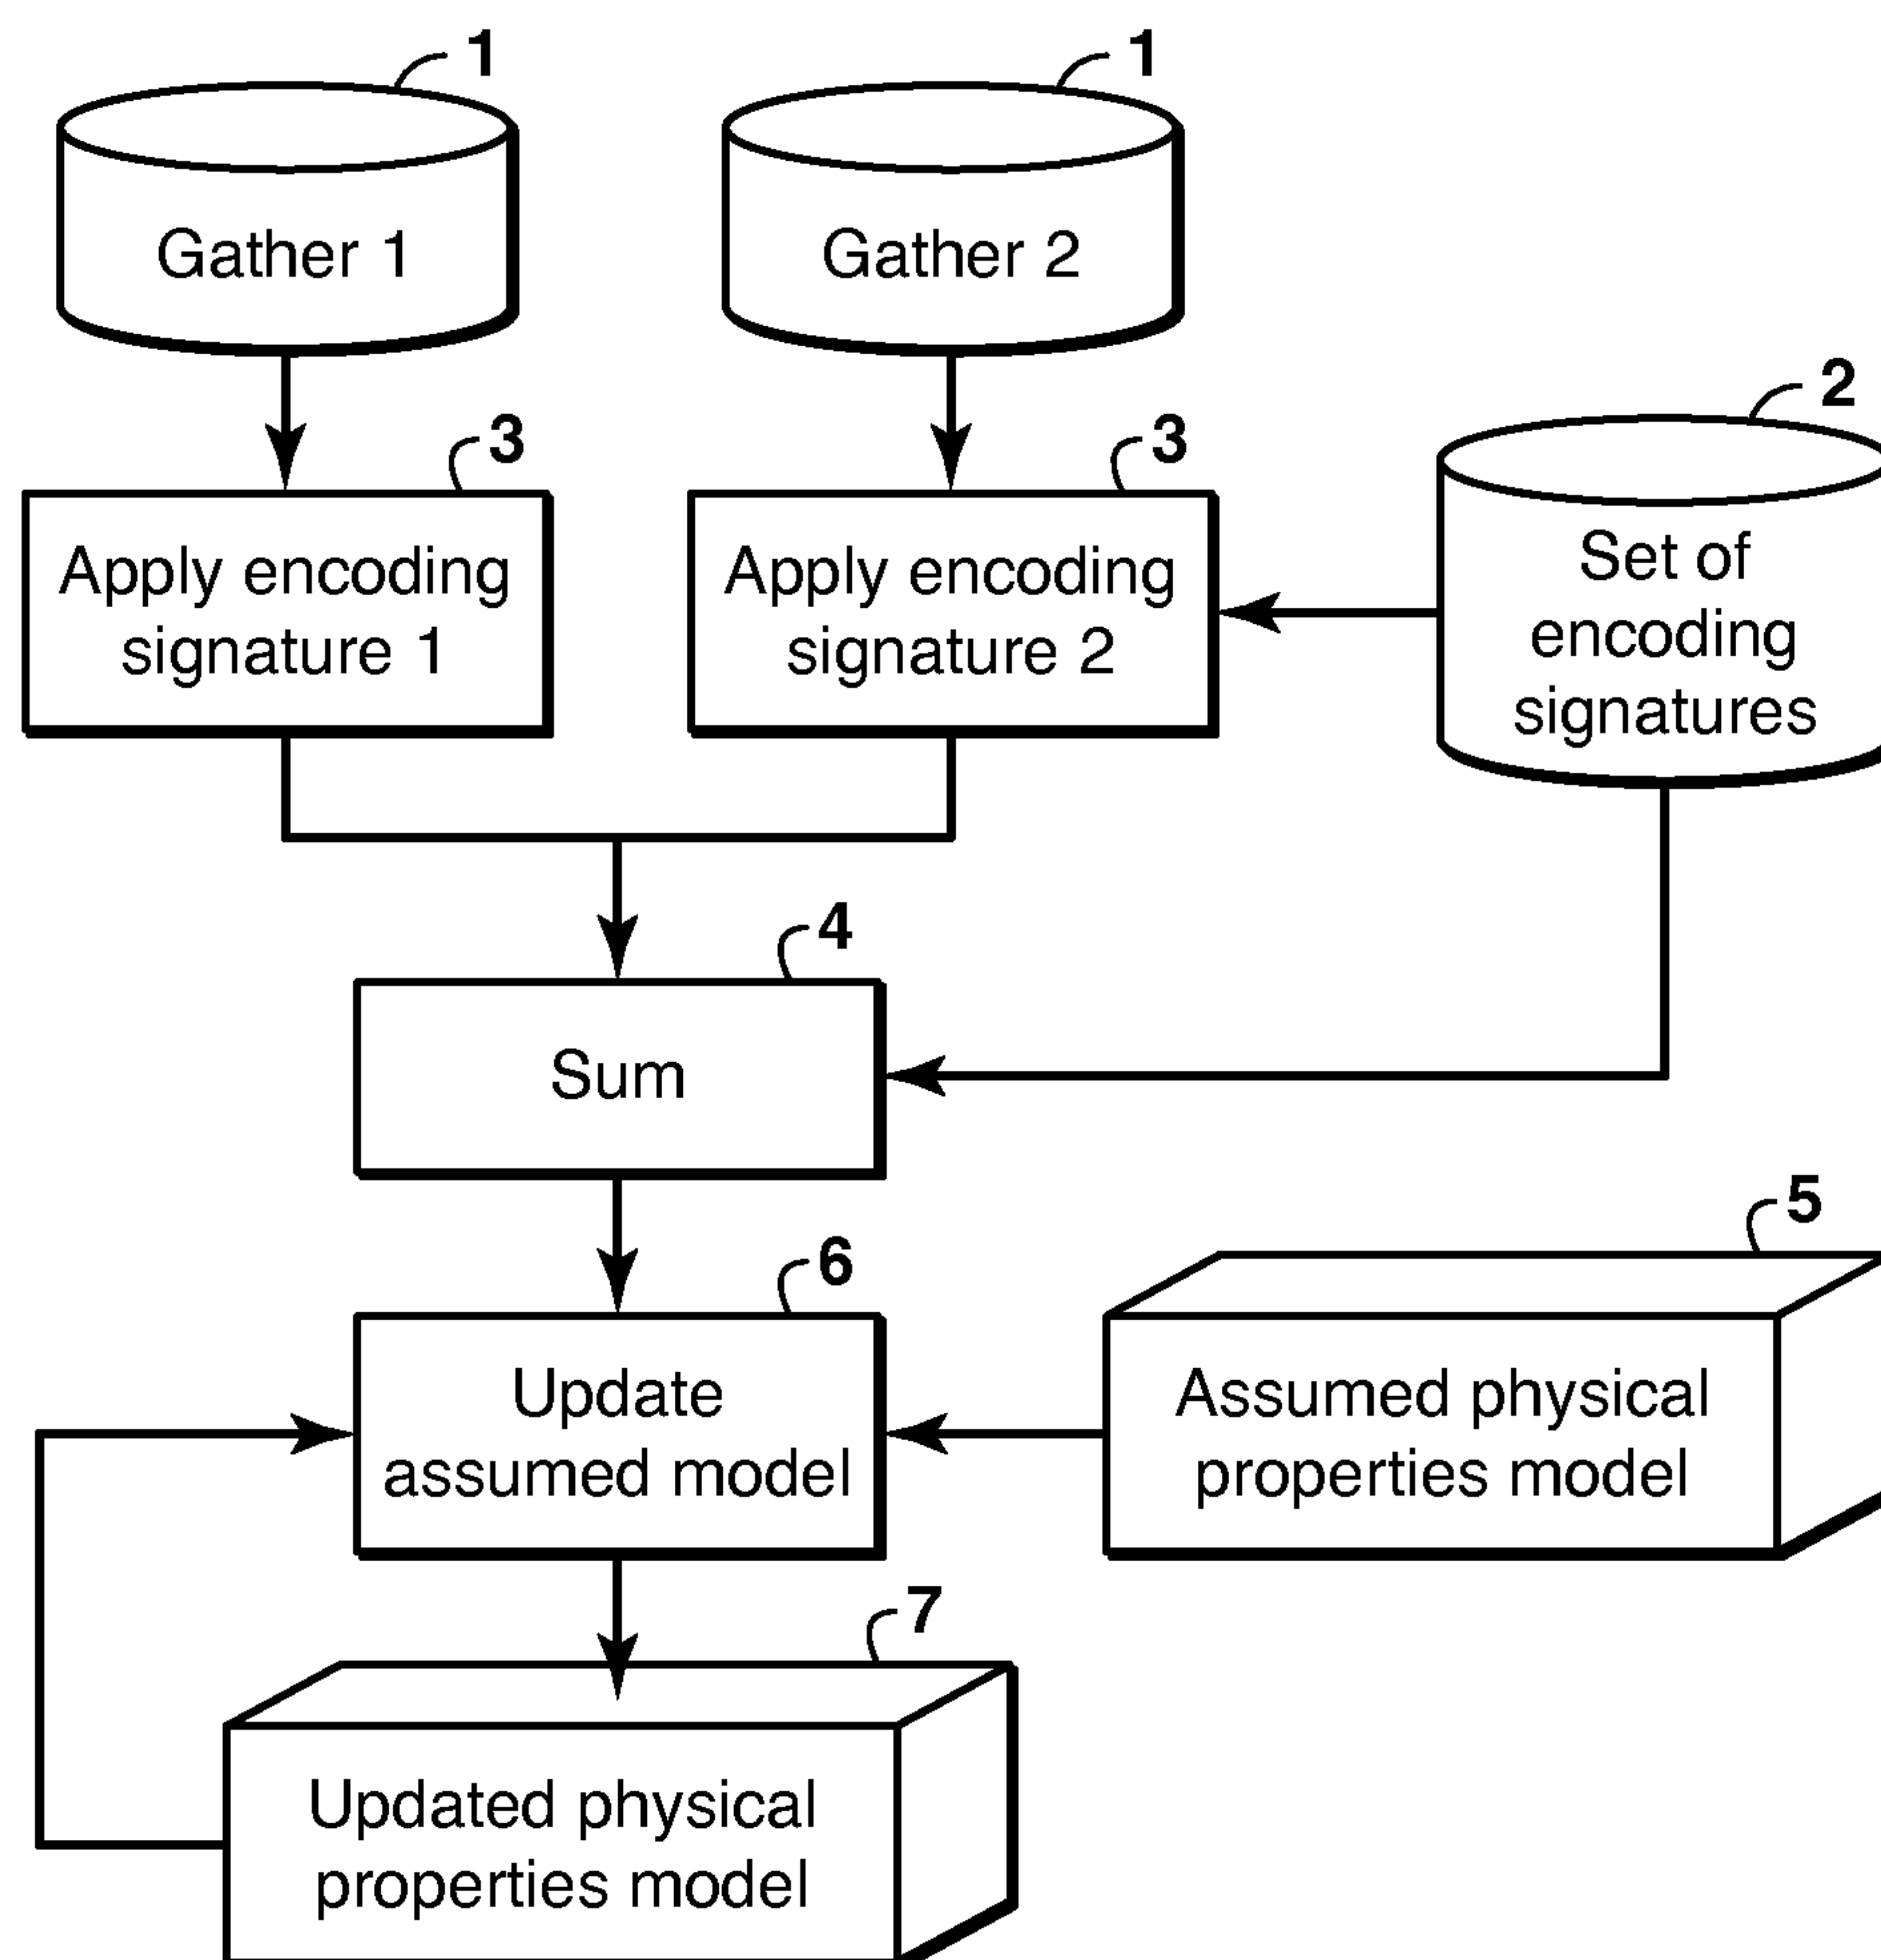 1
1
Gather 1
Gather 2
2
3
3
Apply encoding
signature 1
Apply encoding
signature 2
Set of
encoding
signatures
4
Sum
5
6
Update
assumed model
Assumed physical
properties model
7
Updated physical
properties model